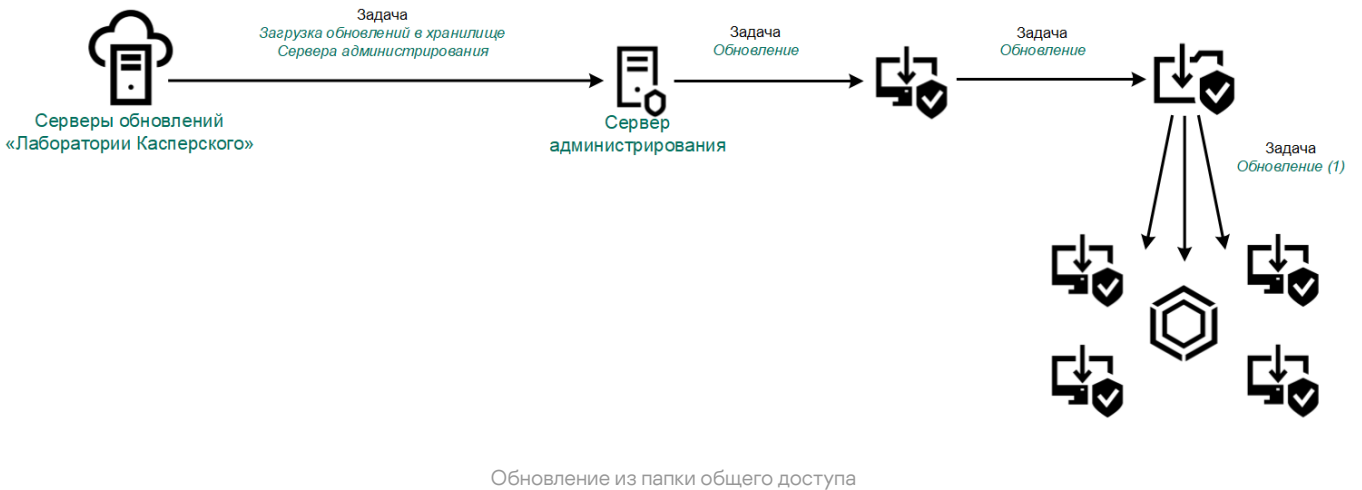 Задача
Загрузка обновлений в хранилище
Сервера администрирования
Задача
Обновление
Задача
Обновление
Серверы обновлений
«Лаборатории Касперского»
Сервер
администрирования
Задача
Обновление (1)
Обновление из папки общего доступа